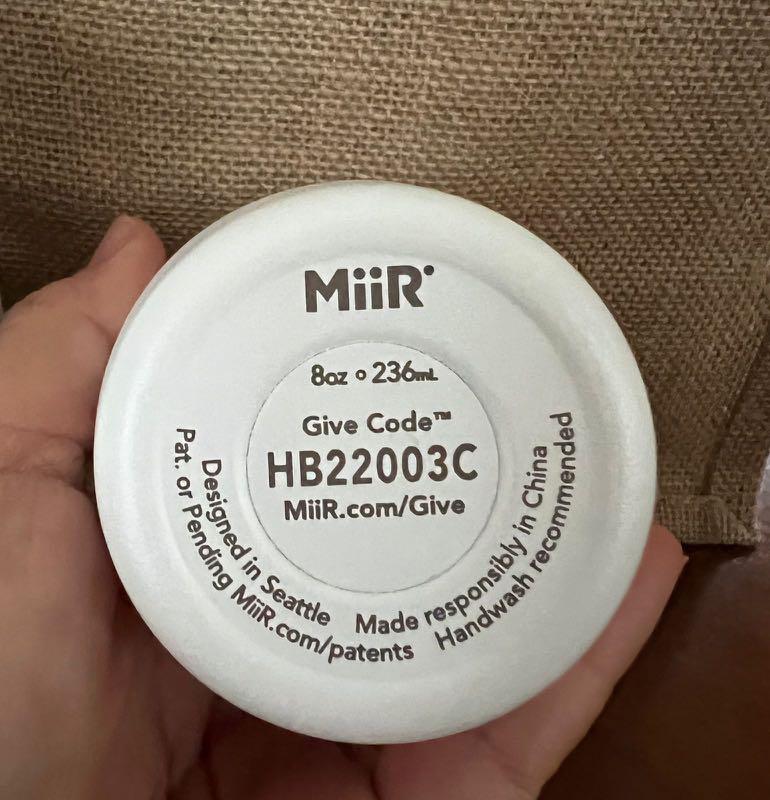 MiiR®
8oz o 236mL
Give Code™
HB22003C
MiiR.com/Give
Designed in Seattle
Made responsibly in China
Pat. or Pending MiiR.com/patents
Handwash recommended